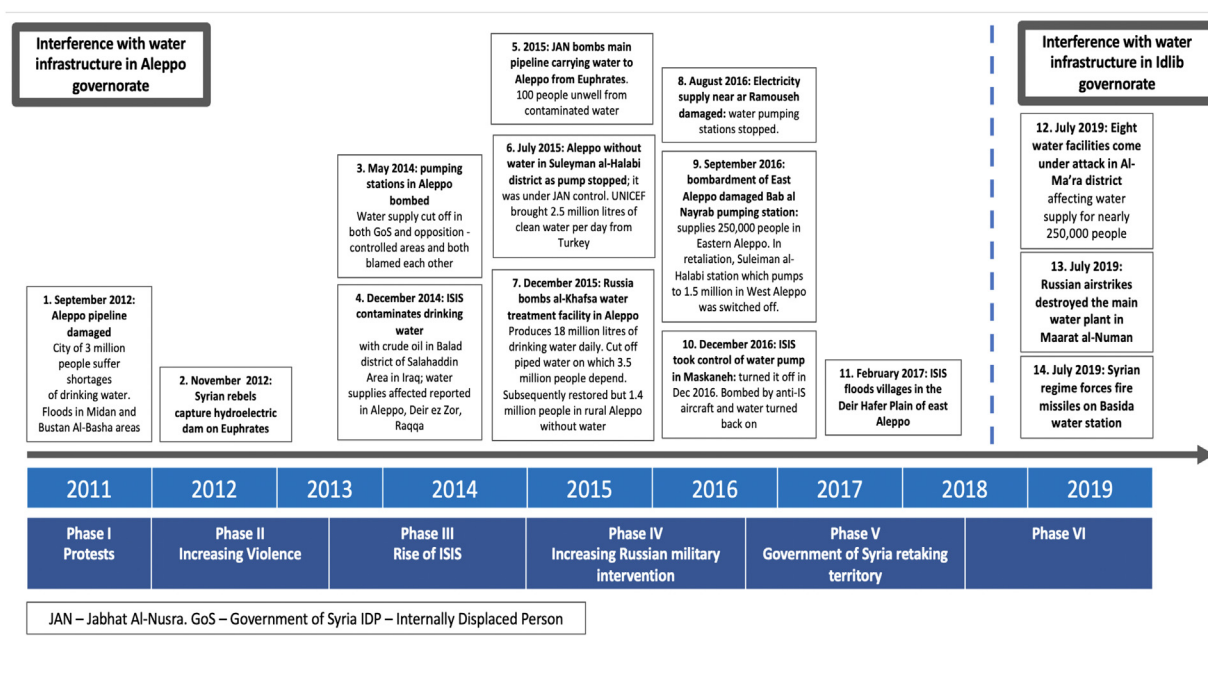 Interference with water
infrastructure in Aleppo
governorate
1. September 2012:
Aleppo pipeline
damaged
City of 3 million
people suffer
shortages
of drinking water.
Floods in Midan and
Bustan Al-Basha areas
2. November 2012:
Syrian rebels
capture hydroelectric
dam on Euphrates
3. May 2014: pumping
stations in Aleppo
bombed
Water supply cut off in
both GoS and opposition -
controlled areas and both
blamed each other
4. December 2014: ISIS
contaminates drinking
water
with crude oil in Balad
district of Salahaddin
Area in Iraq; water
supplies affected reported
in Aleppo, Deir ez Zor,
Raqqa
5. 2015: JAN bombs main
pipeline carrying water to
Aleppo from Euphrates.
100 people unwell from
contaminated water
6. July 2015: Aleppo without
water in Suleyman al-Halabi
district as pump stopped; it
was under JAN control. UNICEF
brought 2.5 million litres of
clean water per day from
Turkey
7. December 2015: Russia
bombs al-Khafsa water
treatment facility in Aleppo
Produces 18 million litres of
drinking water daily. Cut off
piped water on which 3.5
million people depend.
Subsequently restored but 1.4
million people in rural Aleppo
without water
8. August 2016: Electricity
supply near ar Ramouseh
damaged: water pumping
stations stopped.
9. September 2016:
bombardment of East
Aleppo damaged Bab al
Nayrab pumping station:
supplies 250,000 people in
Eastern Aleppo. In
retaliation, Suleiman al-
Halabi station which pumps
to 1.5 million in West Aleppo
was switched off.
10. December 2016: ISIS
took control of water pump
in Maskaneh: turned it off in
Dec 2016. Bombed by anti-IS
aircraft and water turned
back on
11. February 2017: ISIS
floods villages in the
Deir Hafer Plain of east
Aleppo
Interference with water
infrastructure in Idlib
governorate
12. July 2019: Eight
water facilities come
under attack in Al-
Ma'ra district
affecting water
supply for nearly
250,000 people
13. July 2019:
Russian airstrikes
destroyed the main
water plant in
Maarat al-Numan
14. July 2019: Syrian
regime forces fire
missiles on Basida
water station
2011 2012 2013 2014 2015 2016 2017 2018 2019
Phase I
Protests
Phase II
Increasing Violence
Phase III
Rise of ISIS
Phase IV
Increasing Russian military
intervention
Phase V
Government of Syria retaking
territory
Phase VI
JAN – Jabhat Al-Nusra. GoS – Government of Syria IDP – Internally Displaced Person